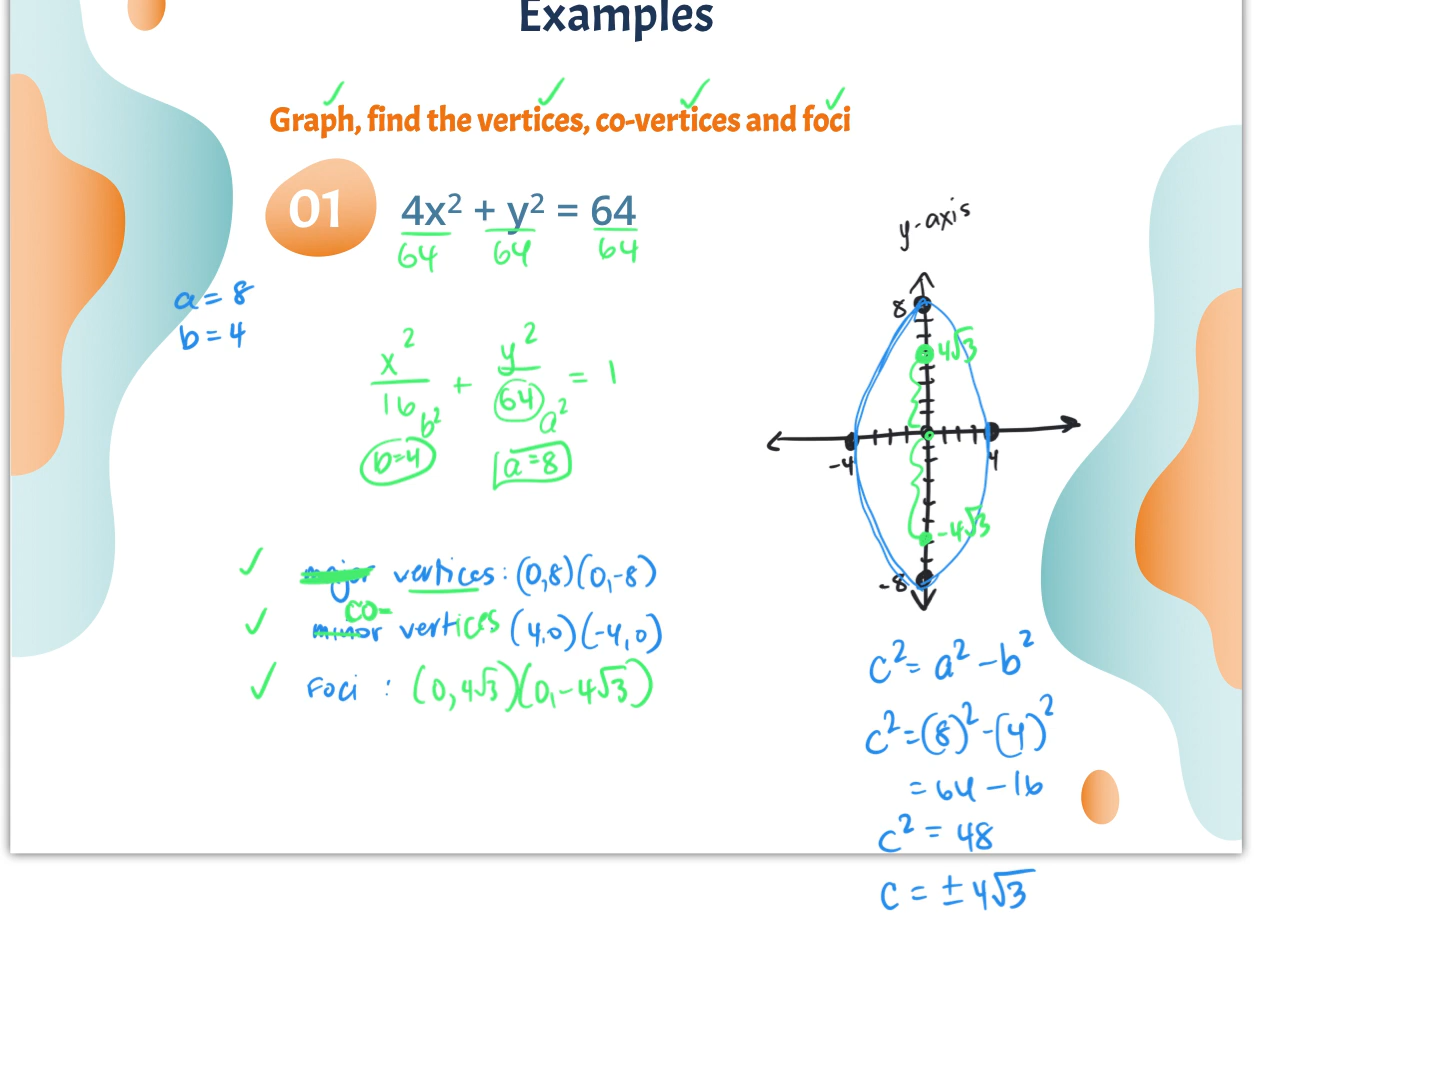 Examples
Graph, find the vertices, co-vertices and foci
01
4x² + y² = 64
64 64 64
a = 8
b = 4
x²/16 + y²/64 = 1
b² a²
b=4 a=8
major vertices: (0,8)(0,-8)
co-
minor vertices (4,0)(-4,0)
Foci : (0, 4√3)(0,-4√3)
y-axis
8
4√3
-4
4
-4√3
-8
c² = a² - b²
c² = (8)² - (4)²
= 64 - 16
c² = 48
c = ± 4√3